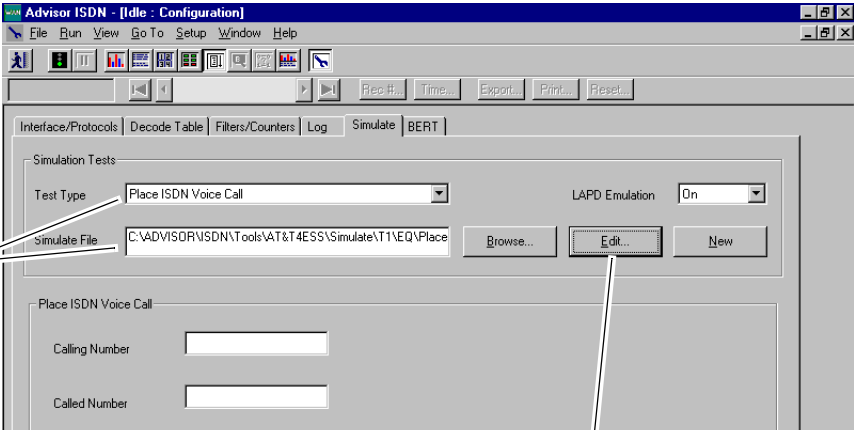 Advisor ISDN - [Idle : Configuration]
File Run View Go To Setup Window Help
Rec #... Time... Export... Print... Reset...
Interface/Protocols Decode Table Filters/Counters Log Simulate BERT
Simulation Tests
Test Type Place ISDN Voice Call LAPD Emulation On
Simulate File C:\ADVISOR\ISDN\Tools\AT&T4ESS\Simulate\T1\EQ\Place Browse... Edit... New
Place ISDN Voice Call
Calling Number
Called Number